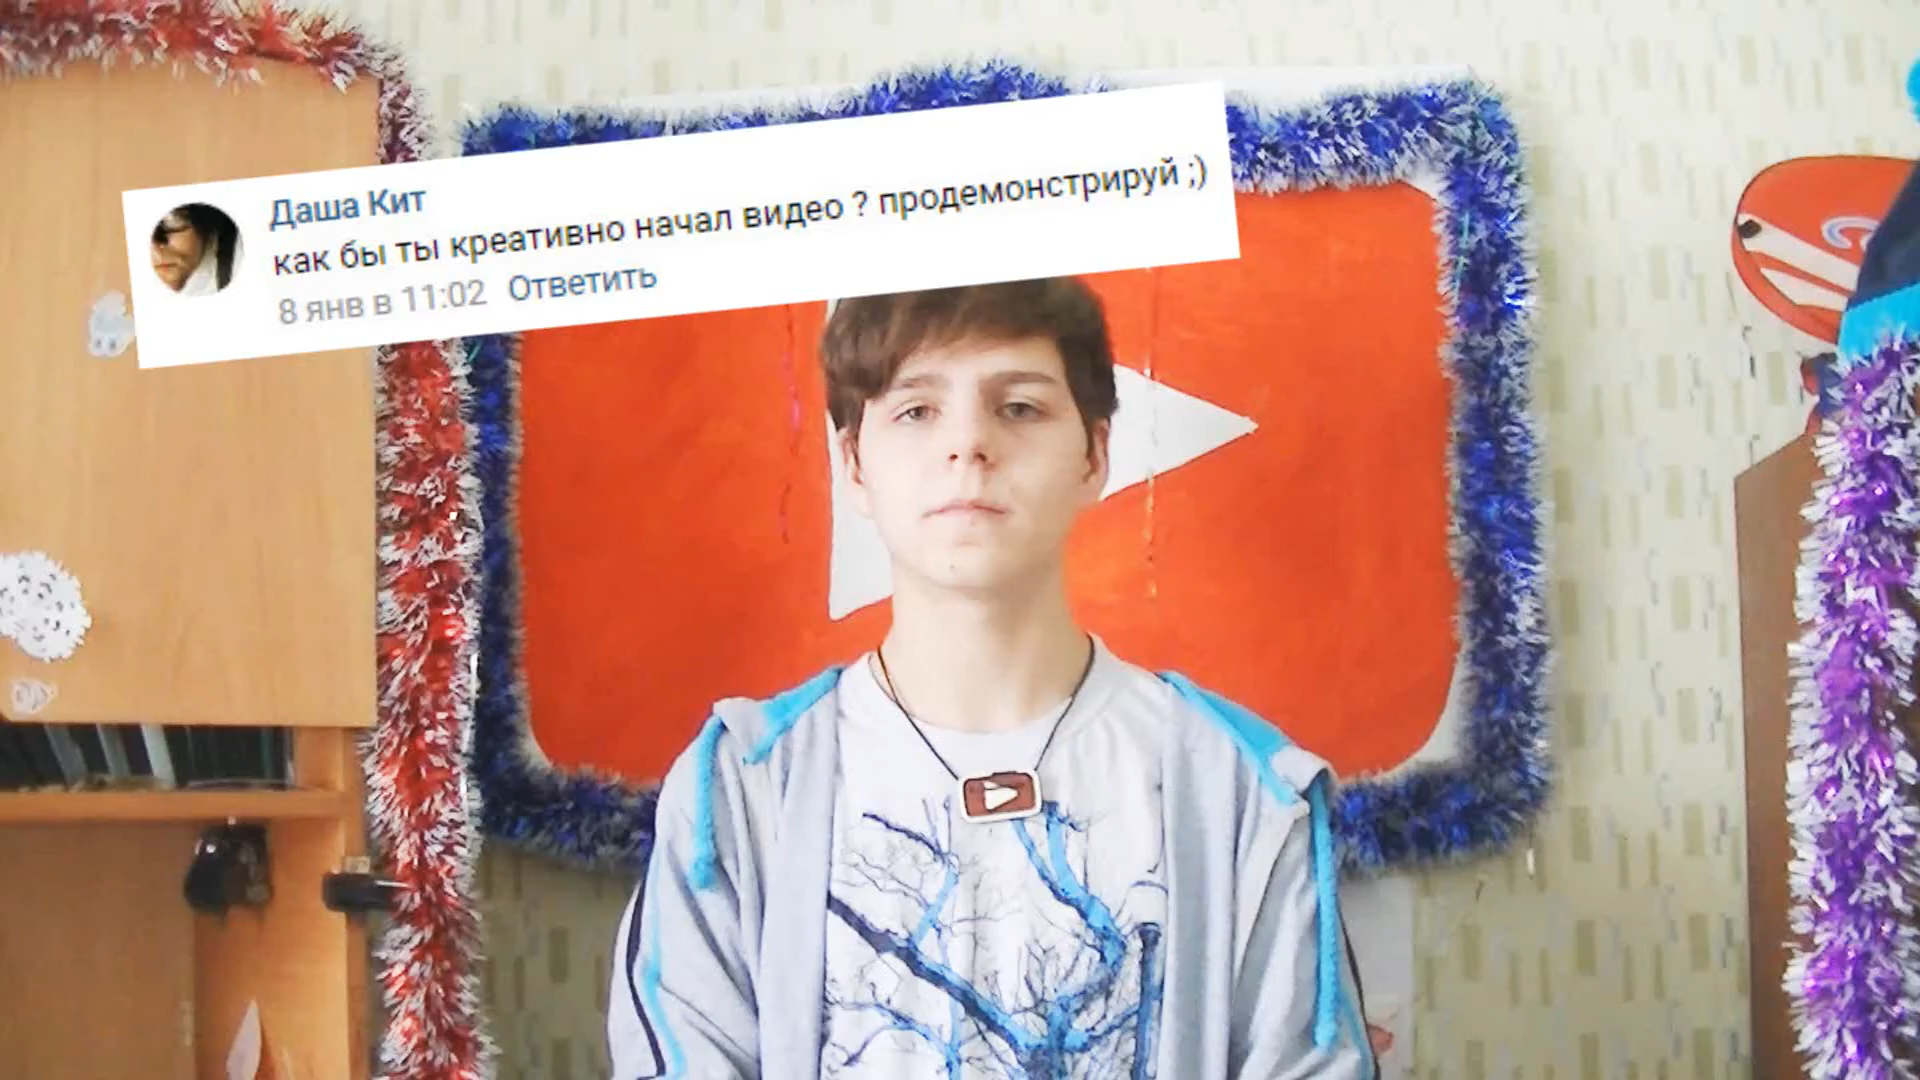 Даша Кит
как бы ты креативно начал видео ? продемонстрируй ;)
8 янв в 11:02 Ответить